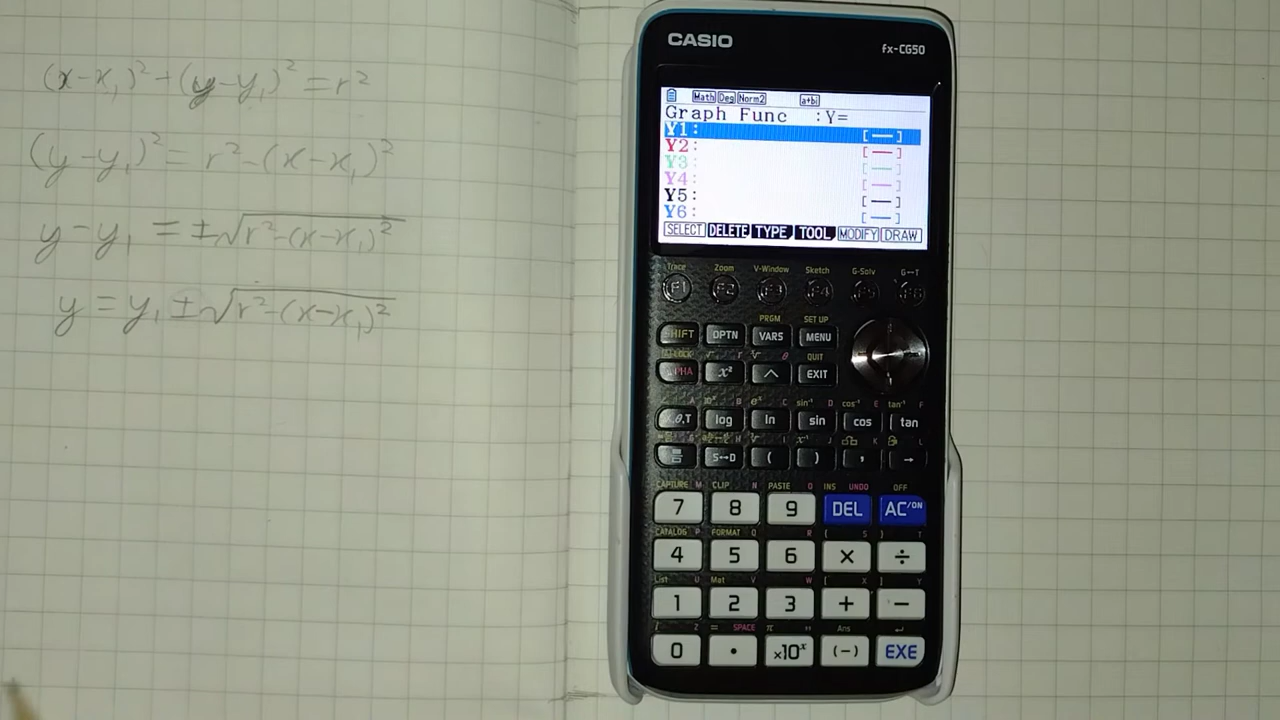 (x-x₁)²+(y-y₁)²=r²
(y-y₁)² r²-(x-x₁)²
y-y₁=±√r²-(x-x₁)²
y=y₁±√r²-(x-x₁)²
CASIO
fx-CG50
Math Deg Norm2 a+bi
Graph Func :Y=
Y1: [—]
Y2: [—]
Y3: [—]
Y4: [—]
Y5: [—]
Y6: [—]
SELECT DELETE TYPE TOOL MODIFY DRAW
Trace Zoom V-Window Sketch G-Solv G↔T
F1 F2 F3 F4 F5 F6
PRGM SET UP
SHIFT OPTN VARS MENU
A-LOCK √ r θ QUIT
ALPHA x² ^ EXIT
A 10ˣ B eˣ C sin⁻¹ D cos⁻¹ E tan⁻¹ F
X,θ,T log ln sin cos tan
H I x⁻¹ J K L
S↔D ( ) , →
CAPTURE M CLIP N PASTE O INS UNDO OFF
7 8 9 DEL AC/ON
CATALOG P FORMAT Q R { S } T
4 5 6 × ÷
List U Mat V W [ X ] Y
1 2 3 + −
i Z = SPACE π " Ans ↵
0 . ×10ˣ (−) EXE